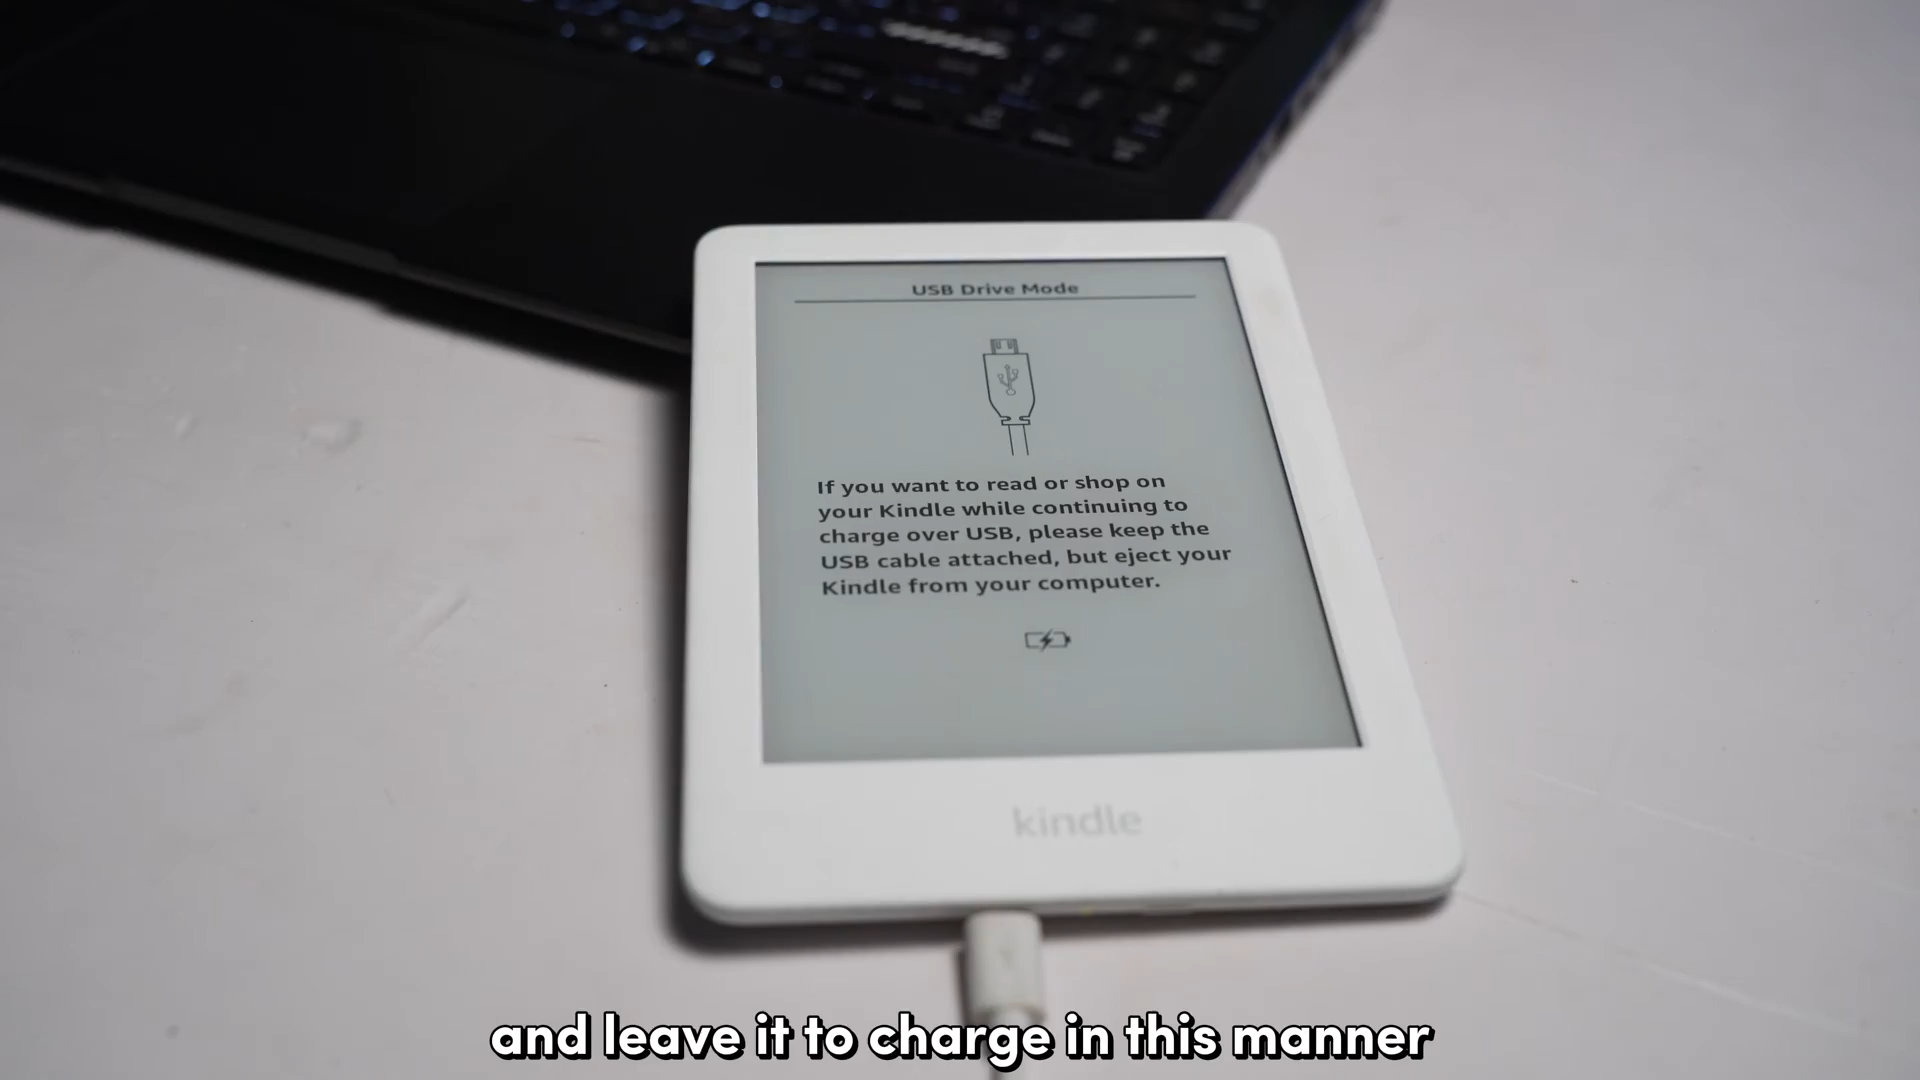 USB Drive Mode
If you want to read or shop on
your Kindle while continuing to
charge over USB, please keep the
USB cable attached, but eject your
Kindle from your computer.
kindle
and leave it to charge in this manner